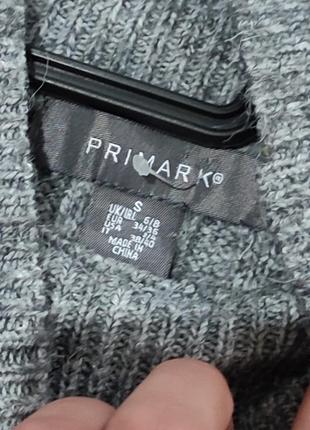 PRIMARK®
S
UK/IRL 6/8
EUR 34/36
USA 2/4
IT 38/40
MADE IN
CHINA